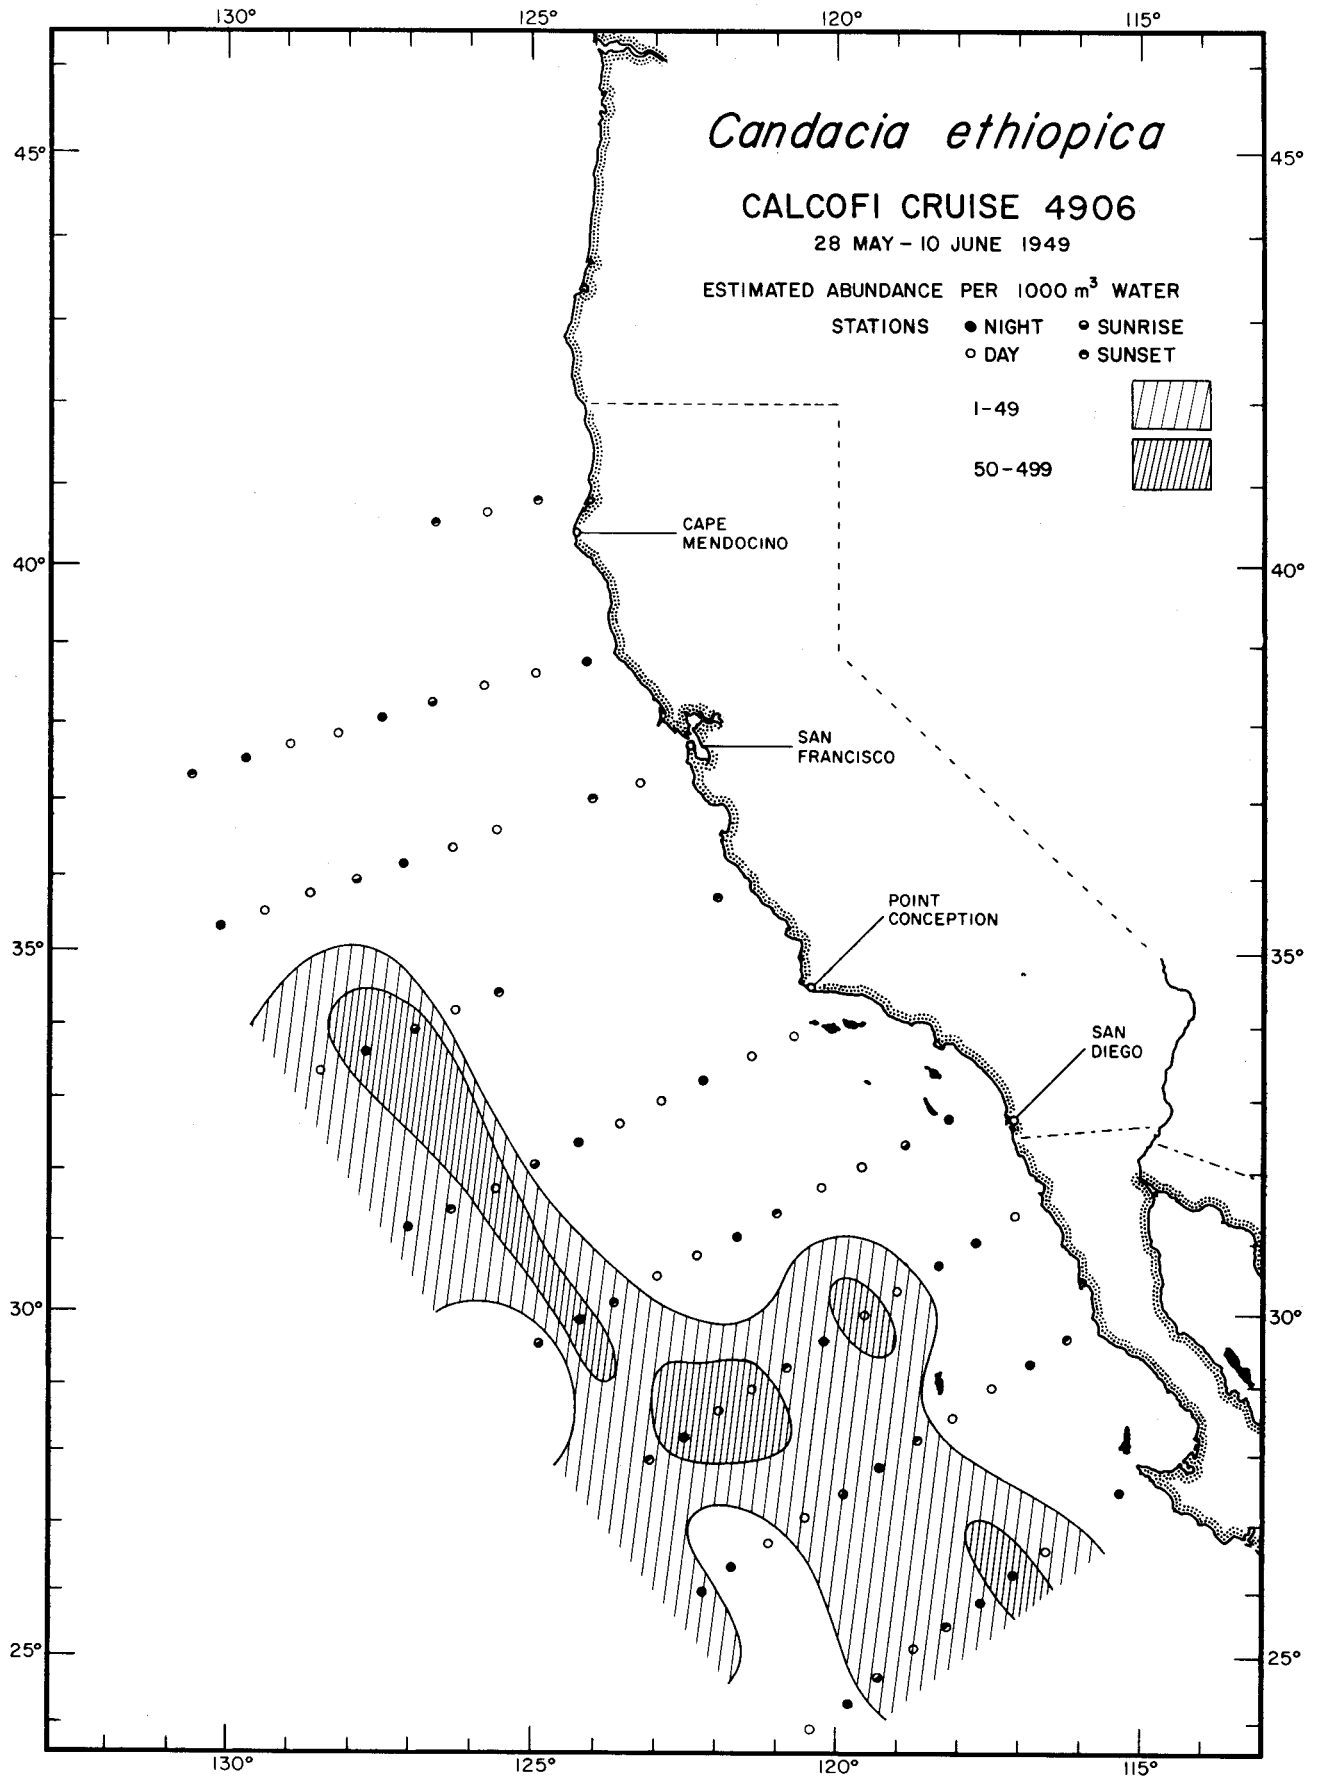 130° 125° 120° 115°
Candacia ethiopica
45° 45°
CALCOFI CRUISE 4906
28 MAY – 10 JUNE 1949
ESTIMATED ABUNDANCE PER 1000 m³ WATER
STATIONS ● NIGHT ◒ SUNRISE
○ DAY ◓ SUNSET
1-49
50-499
CAPE
MENDOCINO
40° 40°
SAN
FRANCISCO
POINT
CONCEPTION
35° 35°
SAN
DIEGO
30° 30°
25° 25°
130° 125° 120° 115°